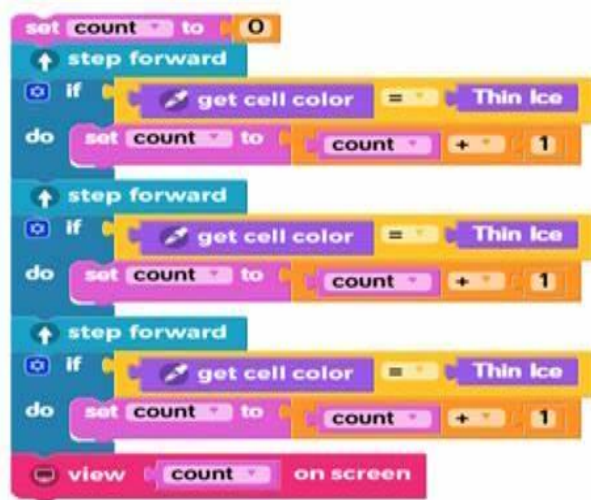 set count to 0
step forward
if get cell color = Thin Ice
do set count to count + 1
step forward
if get cell color = Thin Ice
do set count to count + 1
step forward
if get cell color = Thin Ice
do set count to count + 1
view count on screen